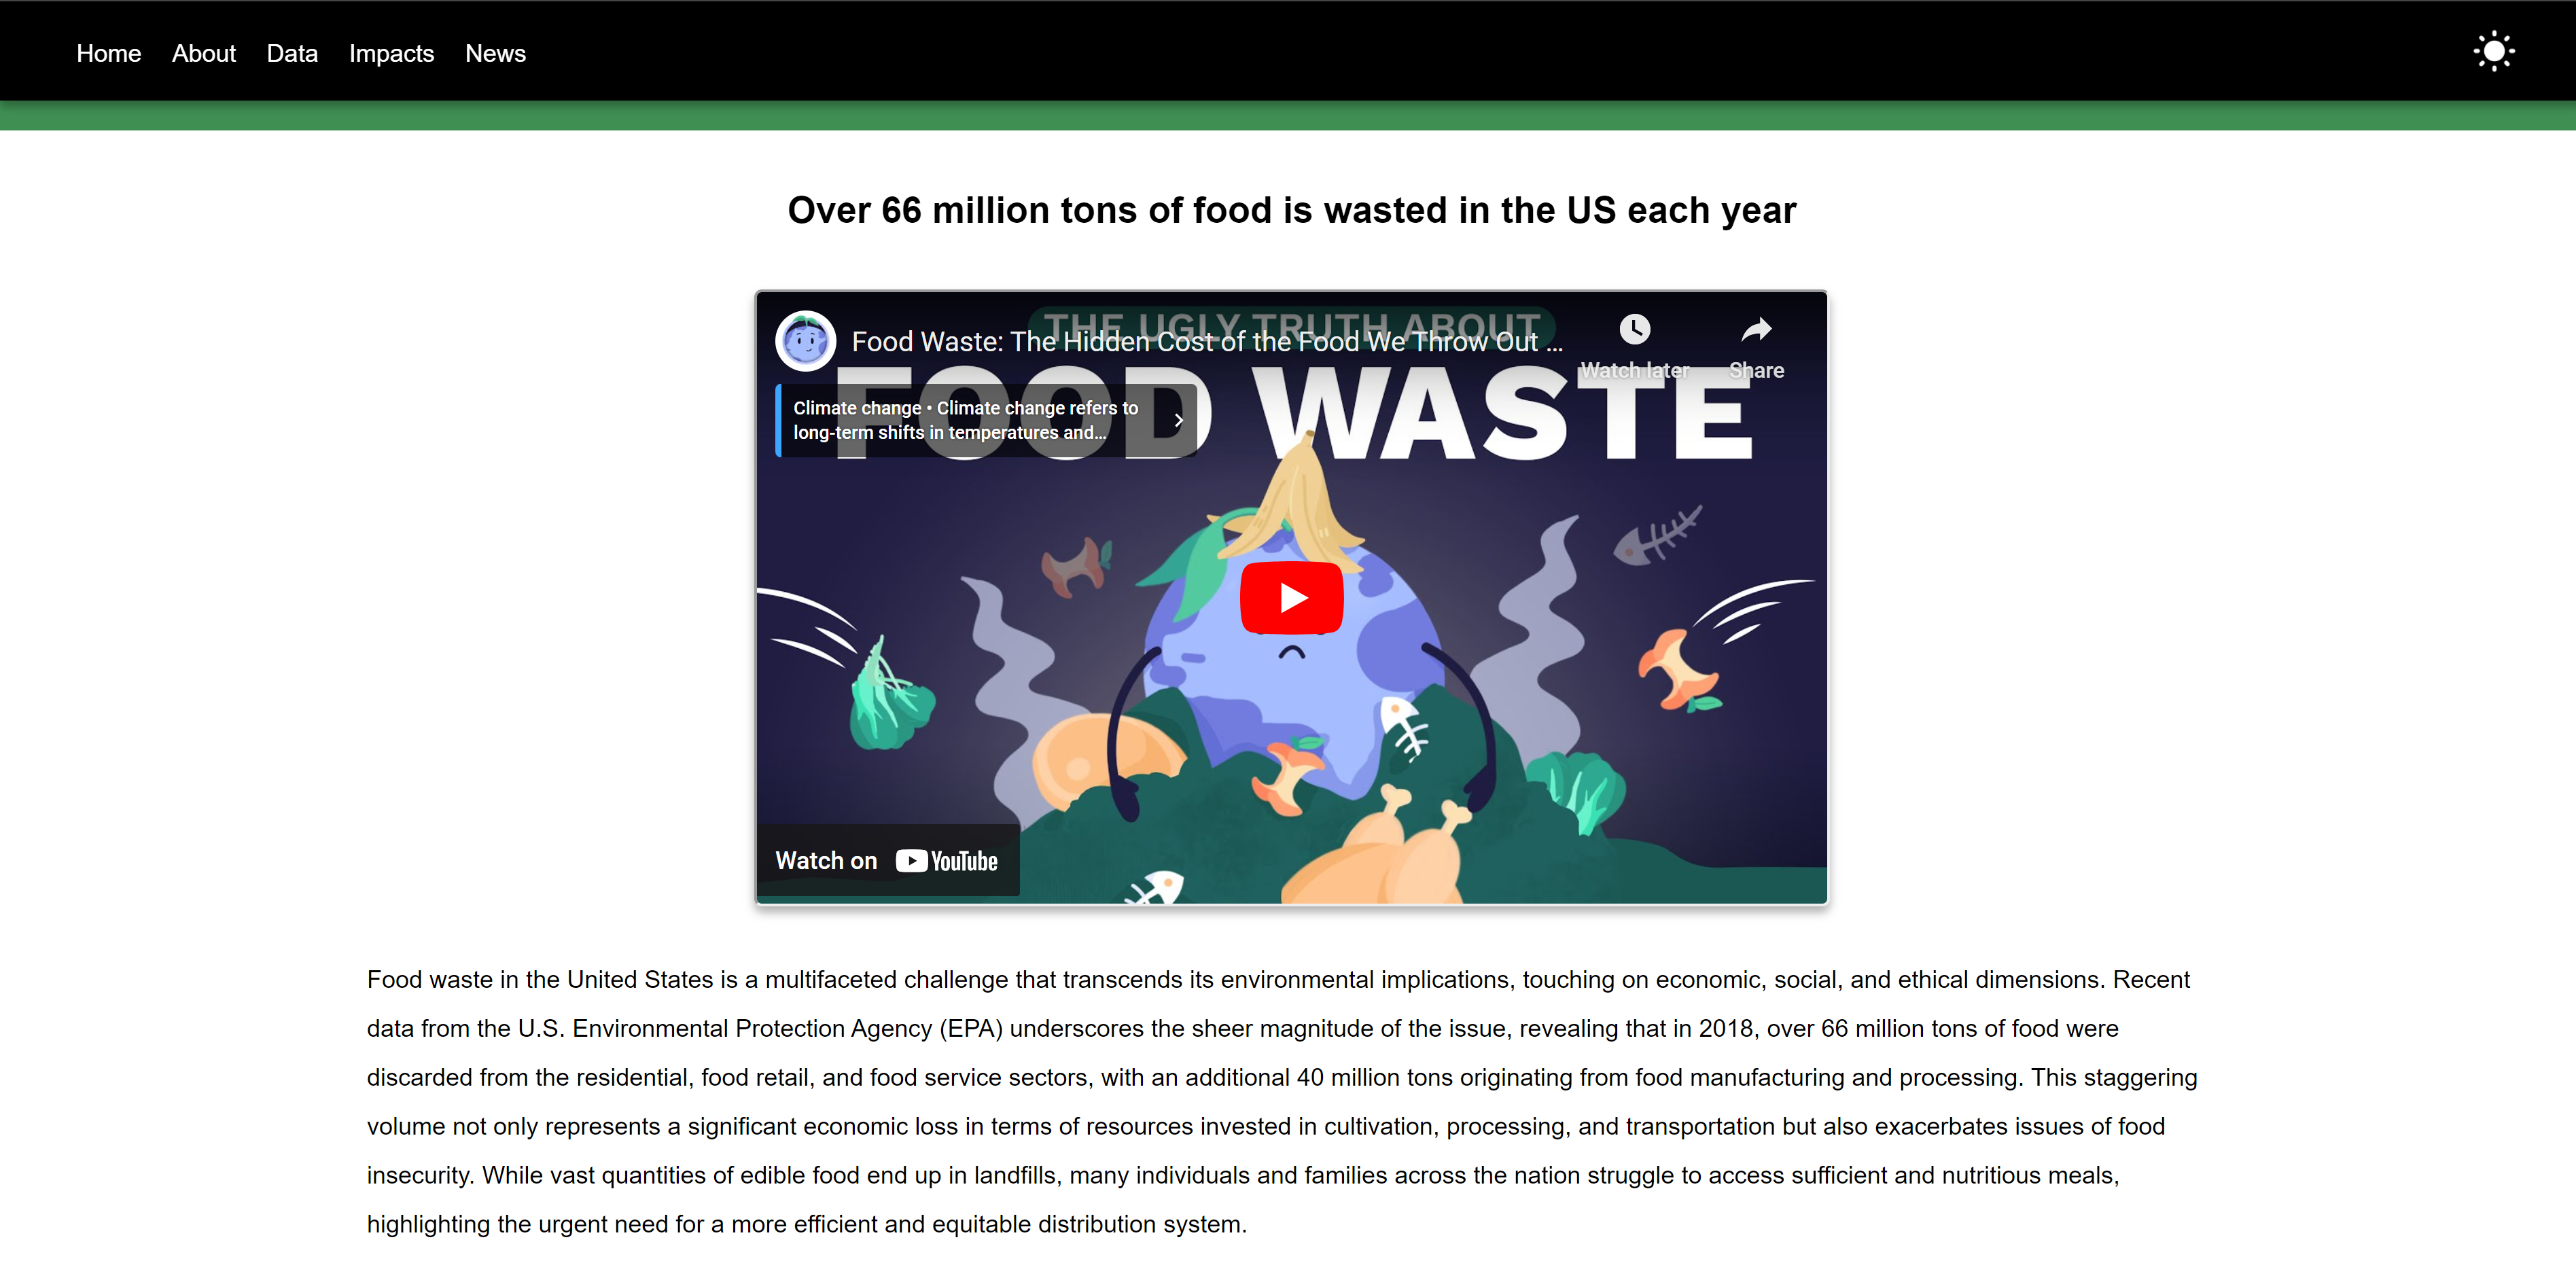 Home About Data Impacts News
Over 66 million tons of food is wasted in the US each year
THE UGLY TRUTH ABOUT
Food Waste: The Hidden Cost of the Food We Throw Out ...
Watch later Share
FOOD WASTE
Climate change • Climate change refers to
long-term shifts in temperatures and...
Watch on YouTube
Food waste in the United States is a multifaceted challenge that transcends its environmental implications, touching on economic, social, and ethical dimensions. Recent
data from the U.S. Environmental Protection Agency (EPA) underscores the sheer magnitude of the issue, revealing that in 2018, over 66 million tons of food were
discarded from the residential, food retail, and food service sectors, with an additional 40 million tons originating from food manufacturing and processing. This staggering
volume not only represents a significant economic loss in terms of resources invested in cultivation, processing, and transportation but also exacerbates issues of food
insecurity. While vast quantities of edible food end up in landfills, many individuals and families across the nation struggle to access sufficient and nutritious meals,
highlighting the urgent need for a more efficient and equitable distribution system.